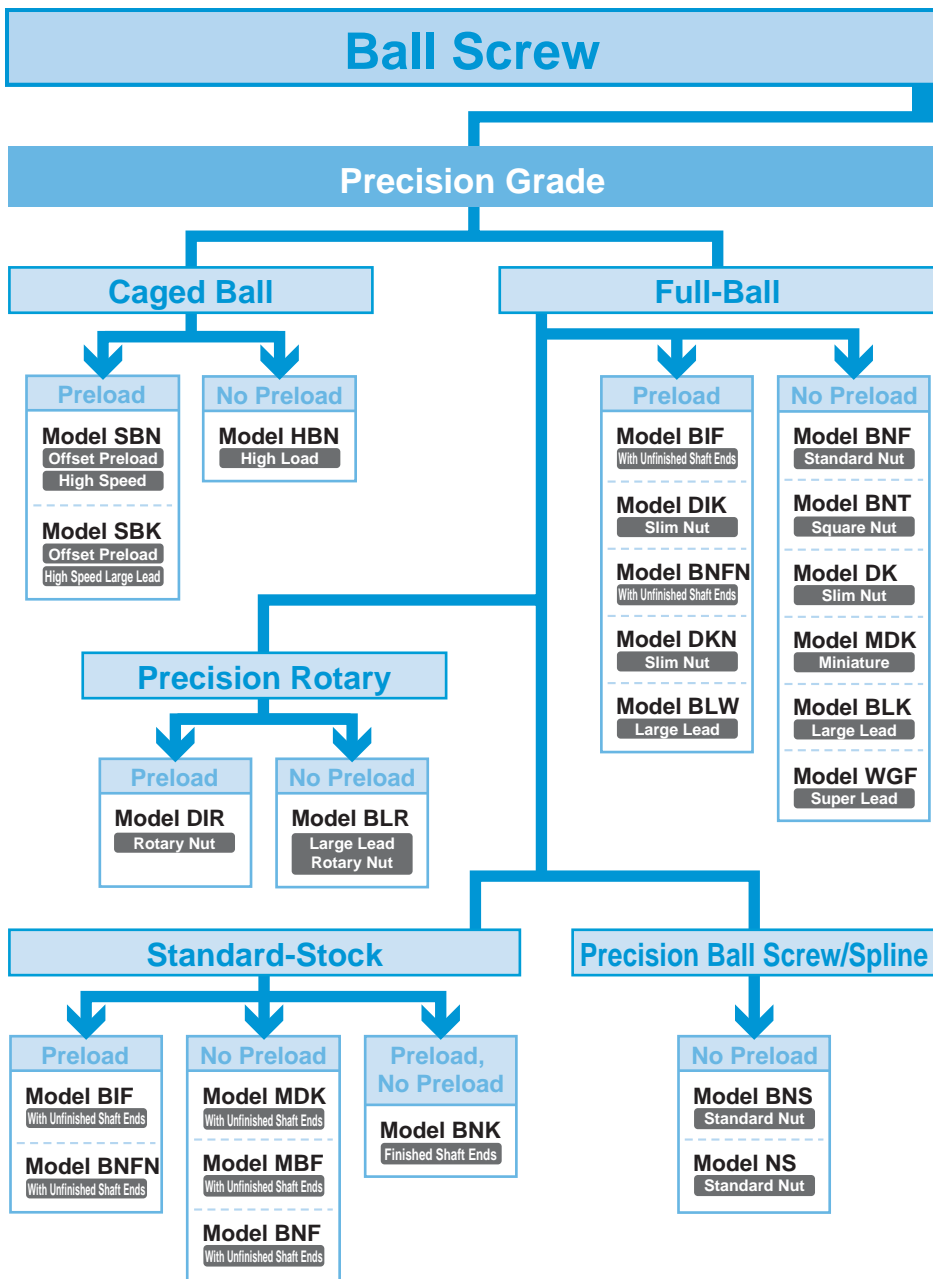 Ball Screw
Precision Grade
Caged Ball
Full-Ball
Preload
Model SBN
Offset Preload
High Speed
Model SBK
Offset Preload
High Speed Large Lead
No Preload
Model HBN
High Load
Preload
Model BIF
With Unfinished Shaft Ends
Model DIK
Slim Nut
Model BNFN
With Unfinished Shaft Ends
Model DKN
Slim Nut
Model BLW
Large Lead
No Preload
Model BNF
Standard Nut
Model BNT
Square Nut
Model DK
Slim Nut
Model MDK
Miniature
Model BLK
Large Lead
Model WGF
Super Lead
Precision Rotary
Preload
Model DIR
Rotary Nut
No Preload
Model BLR
Large Lead
Rotary Nut
Standard-Stock
Precision Ball Screw/Spline
Preload
Model BIF
With Unfinished Shaft Ends
Model BNFN
With Unfinished Shaft Ends
No Preload
Model MDK
With Unfinished Shaft Ends
Model MBF
With Unfinished Shaft Ends
Model BNF
With Unfinished Shaft Ends
Preload,
No Preload
Model BNK
Finished Shaft Ends
No Preload
Model BNS
Standard Nut
Model NS
Standard Nut